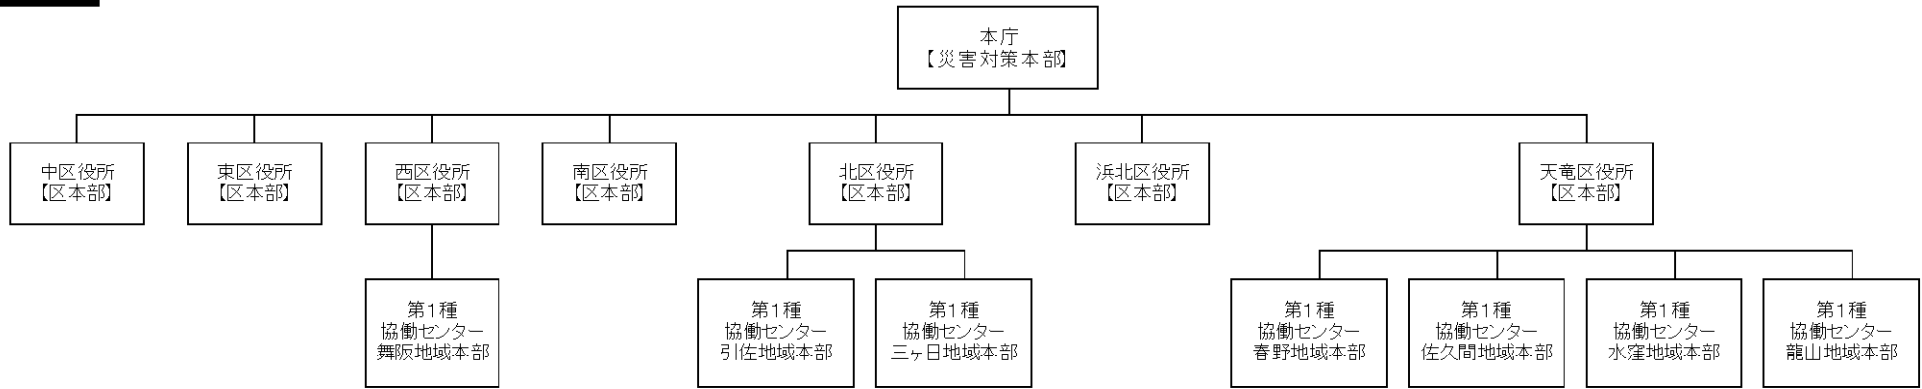 本庁
【災害対策本部】
中区役所
【区本部】
東区役所
【区本部】
西区役所
【区本部】
南区役所
【区本部】
北区役所
【区本部】
浜北区役所
【区本部】
天竜区役所
【区本部】
第1種
協働センター
舞阪地域本部
第1種
協働センター
引佐地域本部
第1種
協働センター
三ヶ日地域本部
第1種
協働センター
春野地域本部
第1種
協働センター
佐久間地域本部
第1種
協働センター
水窪地域本部
第1種
協働センター
龍山地域本部